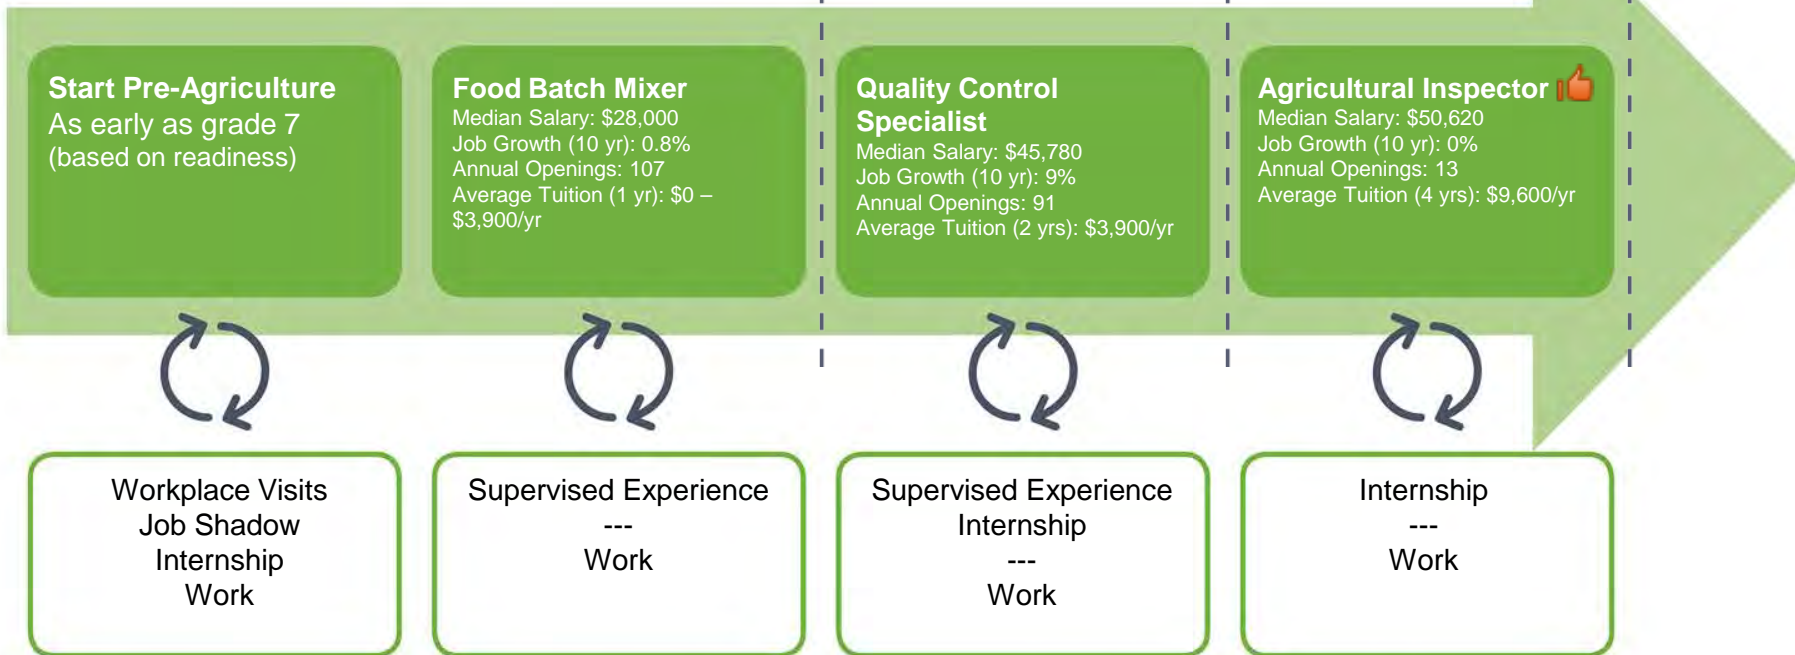 Start Pre-Agriculture
As early as grade 7
(based on readiness)
Food Batch Mixer
Median Salary: $28,000
Job Growth (10 yr): 0.8%
Annual Openings: 107
Average Tuition (1 yr): $0 –
$3,900/yr
Quality Control
Specialist
Median Salary: $45,780
Job Growth (10 yr): 9%
Annual Openings: 91
Average Tuition (2 yrs): $3,900/yr
Agricultural Inspector
Median Salary: $50,620
Job Growth (10 yr): 0%
Annual Openings: 13
Average Tuition (4 yrs): $9,600/yr
Workplace Visits
Job Shadow
Internship
Work
Supervised Experience
---
Work
Supervised Experience
Internship
---
Work
Internship
---
Work